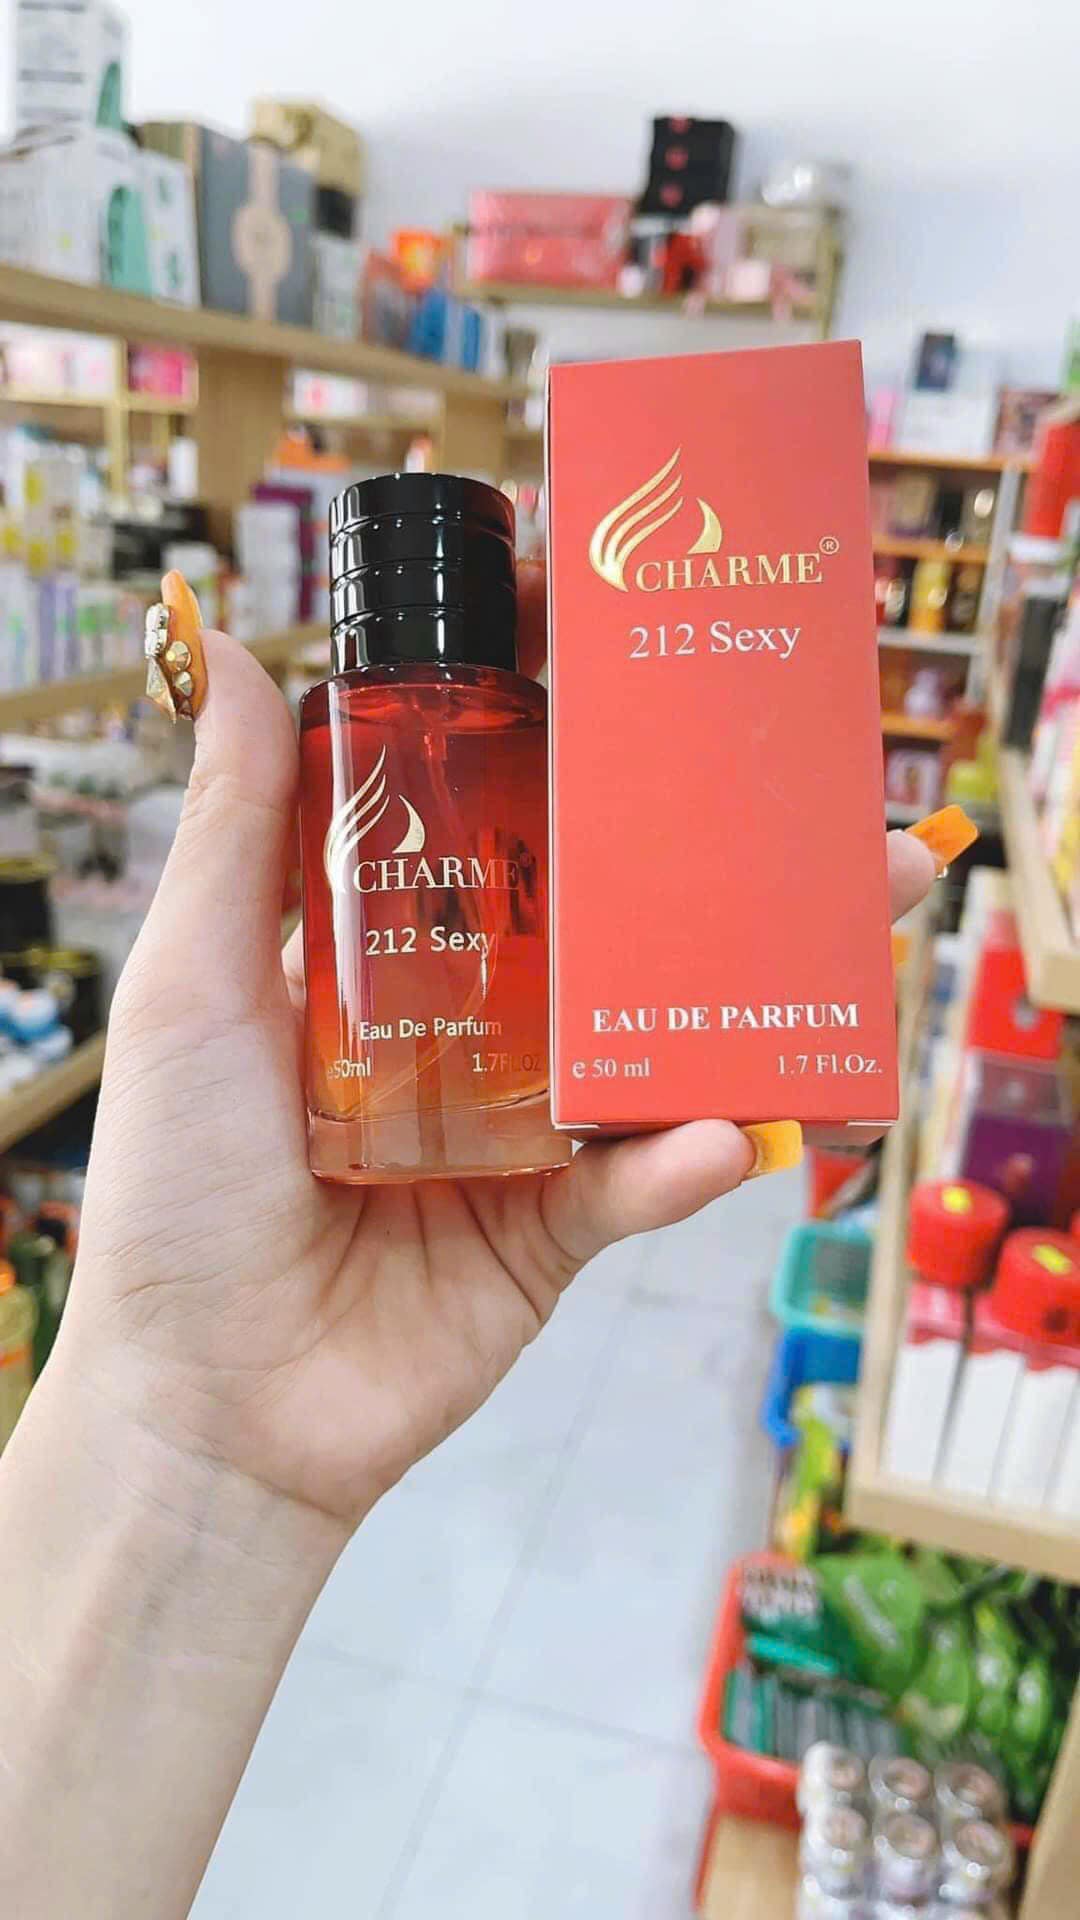 CHARME®
212 Sexy
EAU DE PARFUM
e 50 ml 1.7 Fl.Oz.
CHARME®
212 Sexy
Eau De Parfum
e50ml 1.7Fl.OZ